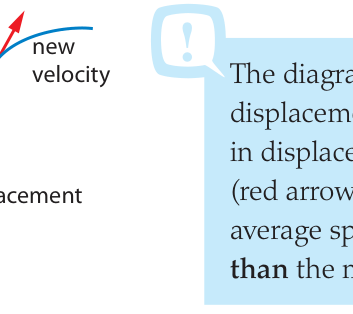 new
velocity
acement
The diagra
displaceme
in displace
(red arrow
average sp
than the m